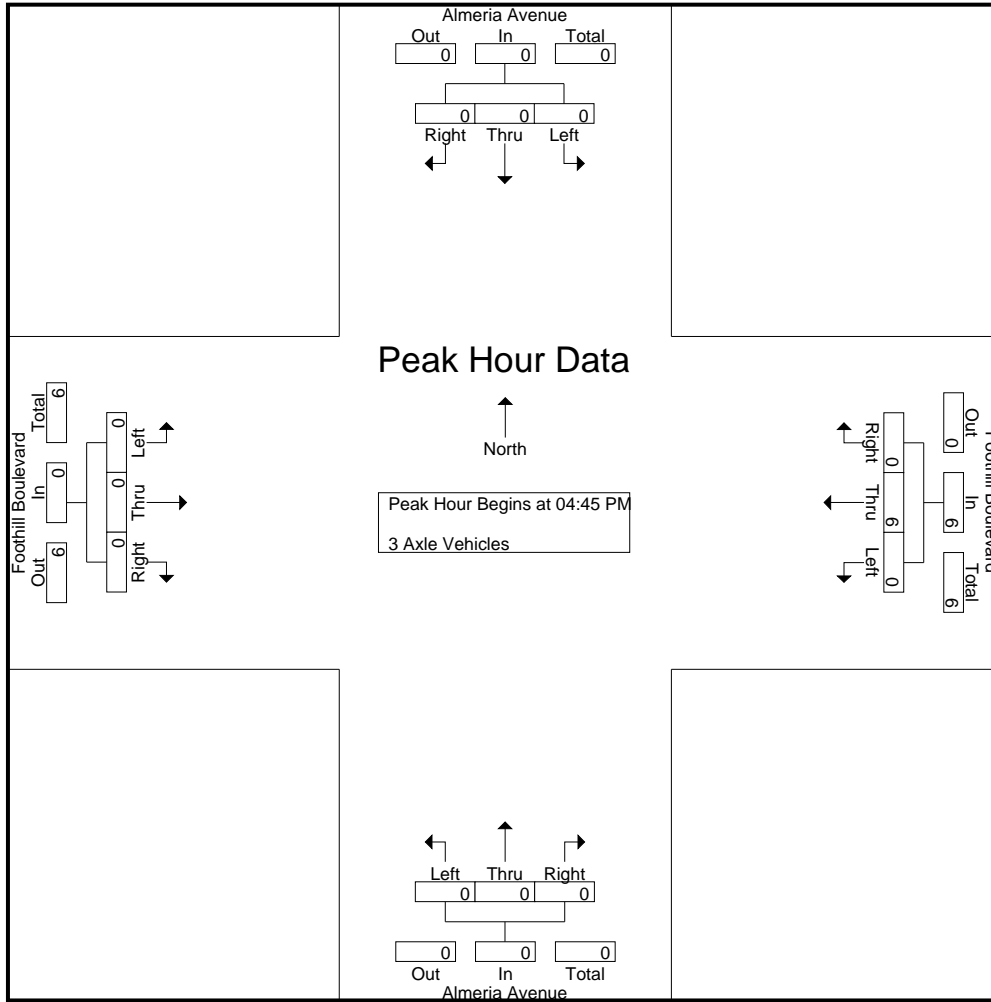 Almeria Avenue
Out In Total
0 0 0
0 0 0
Right Thru Left
Peak Hour Data
North
Peak Hour Begins at 04:45 PM
3 Axle Vehicles
Foothill Boulevard
Out In Total
6 0 6
0 0 0
Right Thru Left
Foothill Boulevard
Out In Total
0 6 6
0 6 0
Right Thru Left
Left Thru Right
0 0 0
0 0 0
Out In Total
Almeria Avenue